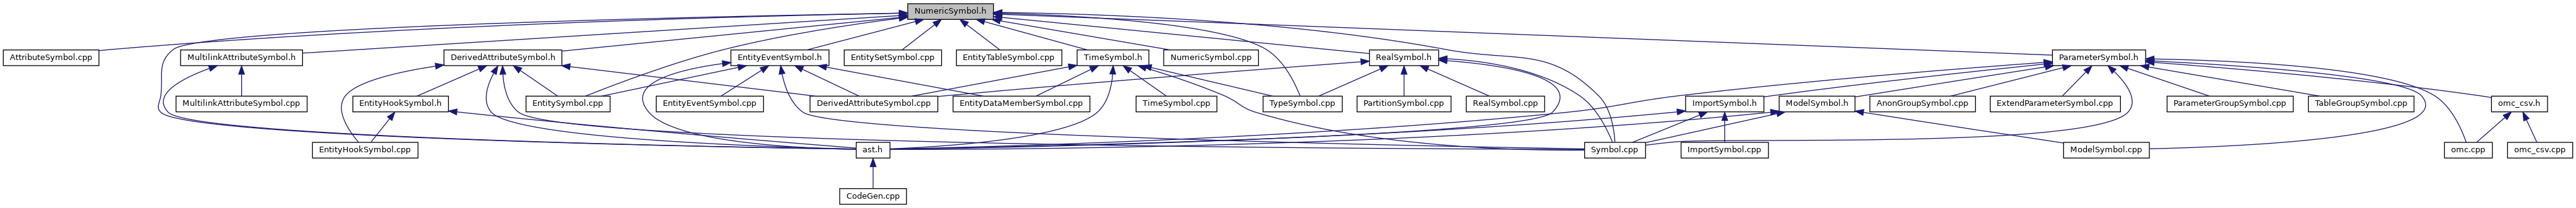 NumericSymbol.h
AttributeSymbol.cpp
MultilinkAttributeSymbol.h
DerivedAttributeSymbol.h
EntityEventSymbol.h
EntitySetSymbol.cpp
EntityTableSymbol.cpp
TimeSymbol.h
NumericSymbol.cpp
RealSymbol.h
ParameterSymbol.h
MultilinkAttributeSymbol.cpp
EntityHookSymbol.h
EntitySymbol.cpp
EntityEventSymbol.cpp
DerivedAttributeSymbol.cpp
EntityDataMemberSymbol.cpp
TimeSymbol.cpp
TypeSymbol.cpp
PartitionSymbol.cpp
RealSymbol.cpp
ImportSymbol.h
ModelSymbol.h
AnonGroupSymbol.cpp
ExtendParameterSymbol.cpp
ParameterGroupSymbol.cpp
TableGroupSymbol.cpp
omc_csv.h
EntityHookSymbol.cpp
ast.h
Symbol.cpp
ImportSymbol.cpp
ModelSymbol.cpp
omc.cpp
omc_csv.cpp
CodeGen.cpp